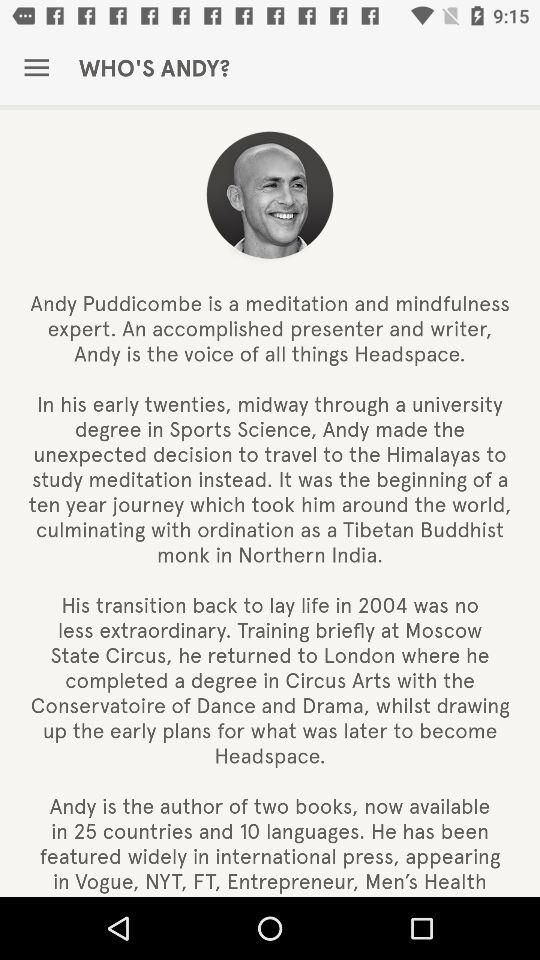 9:15
WHO'S ANDY?
Andy Puddicombe is a meditation and mindfulness
expert. An accomplished presenter and writer,
Andy is the voice of all things Headspace.
In his early twenties, midway through a university
degree in Sports Science, Andy made the
unexpected decision to travel to the Himalayas to
study meditation instead. It was the beginning of a
ten year journey which took him around the world,
culminating with ordination as a Tibetan Buddhist
monk in Northern India.
His transition back to lay life in 2004 was no
less extraordinary. Training briefly at Moscow
State Circus, he returned to London where he
completed a degree in Circus Arts with the
Conservatoire of Dance and Drama, whilst drawing
up the early plans for what was later to become
Headspace.
Andy is the author of two books, now available
in 25 countries and 10 languages. He has been
featured widely in international press, appearing
in Vogue, NYT, FT, Entrepreneur, Men’s Health